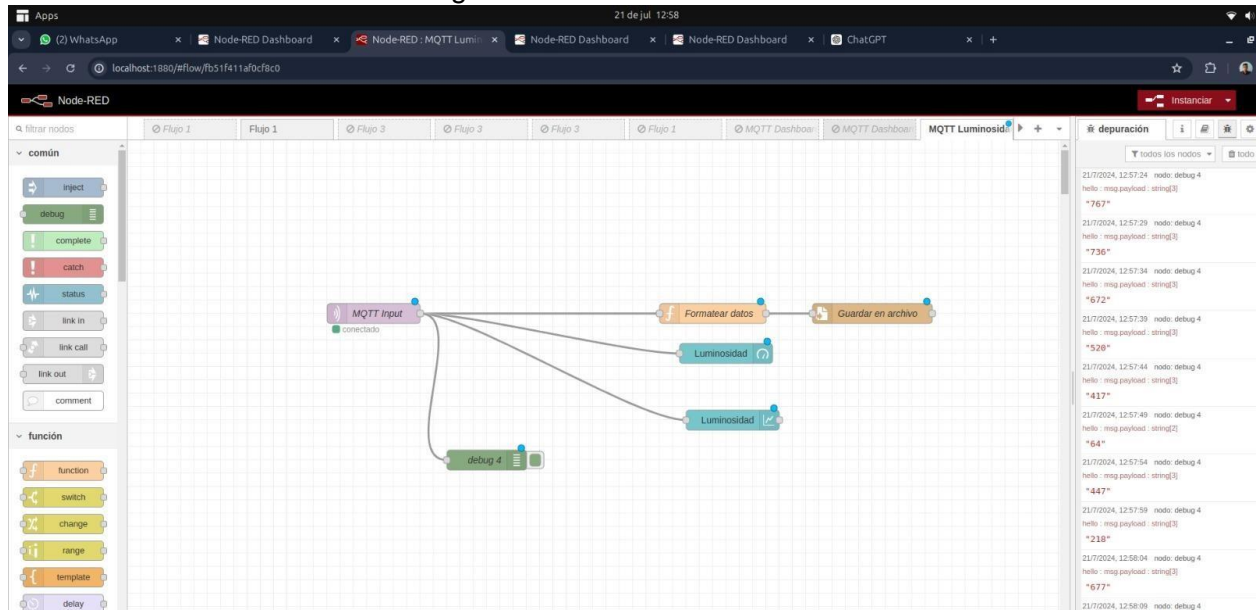 Apps
21 de jul 12:58
(2) WhatsApp
Node-RED Dashboard
Node-RED : MQTT Lumin
Node-RED Dashboard
Node-RED Dashboard
ChatGPT
localhost:1880/#flow/fb51f411af0cf8c0
Node-RED
Instanciar
filtrar nodos
Flujo 1
Flujo 1
Flujo 3
Flujo 3
Flujo 3
Flujo 1
MQTT Dashboar
MQTT Dashboar
MQTT Luminosida
depuración
todos los nodos
todo
común
inject
debug
complete
catch
status
link in
link call
link out
comment
función
function
switch
change
range
template
delay
MQTT Input
conectado
Formatear datos
Guardar en archivo
Luminosidad
Luminosidad
debug 4
21/7/2024, 12:57:24 nodo: debug 4
hello : msg.payload : string[3]
"767"
21/7/2024, 12:57:29 nodo: debug 4
hello : msg.payload : string[3]
"736"
21/7/2024, 12:57:34 nodo: debug 4
hello : msg.payload : string[3]
"672"
21/7/2024, 12:57:39 nodo: debug 4
hello : msg.payload : string[3]
"520"
21/7/2024, 12:57:44 nodo: debug 4
hello : msg.payload : string[3]
"417"
21/7/2024, 12:57:49 nodo: debug 4
hello : msg.payload : string[2]
"64"
21/7/2024, 12:57:54 nodo: debug 4
hello : msg.payload : string[3]
"447"
21/7/2024, 12:57:59 nodo: debug 4
hello : msg.payload : string[3]
"218"
21/7/2024, 12:58:04 nodo: debug 4
hello : msg.payload : string[3]
"677"
21/7/2024, 12:58:09 nodo: debug 4